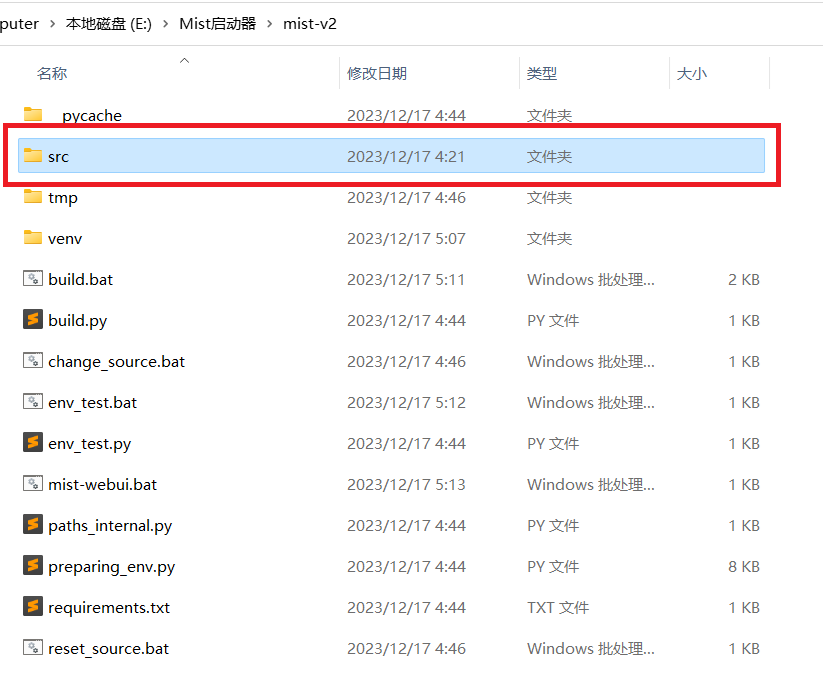 puter > 本地磁盘 (E:) > Mist启动器 > mist-v2
名称 修改日期 类型 大小
__pycache__ 2023/12/17 4:44 文件夹
src 2023/12/17 4:21 文件夹
tmp 2023/12/17 4:46 文件夹
venv 2023/12/17 5:07 文件夹
build.bat 2023/12/17 5:11 Windows 批处理... 2 KB
build.py 2023/12/17 4:44 PY 文件 1 KB
change_source.bat 2023/12/17 4:46 Windows 批处理... 1 KB
env_test.bat 2023/12/17 5:12 Windows 批处理... 1 KB
env_test.py 2023/12/17 4:44 PY 文件 1 KB
mist-webui.bat 2023/12/17 5:13 Windows 批处理... 1 KB
paths_internal.py 2023/12/17 4:44 PY 文件 1 KB
preparing_env.py 2023/12/17 4:44 PY 文件 8 KB
requirements.txt 2023/12/17 4:44 TXT 文件 1 KB
reset_source.bat 2023/12/17 4:46 Windows 批处理... 1 KB